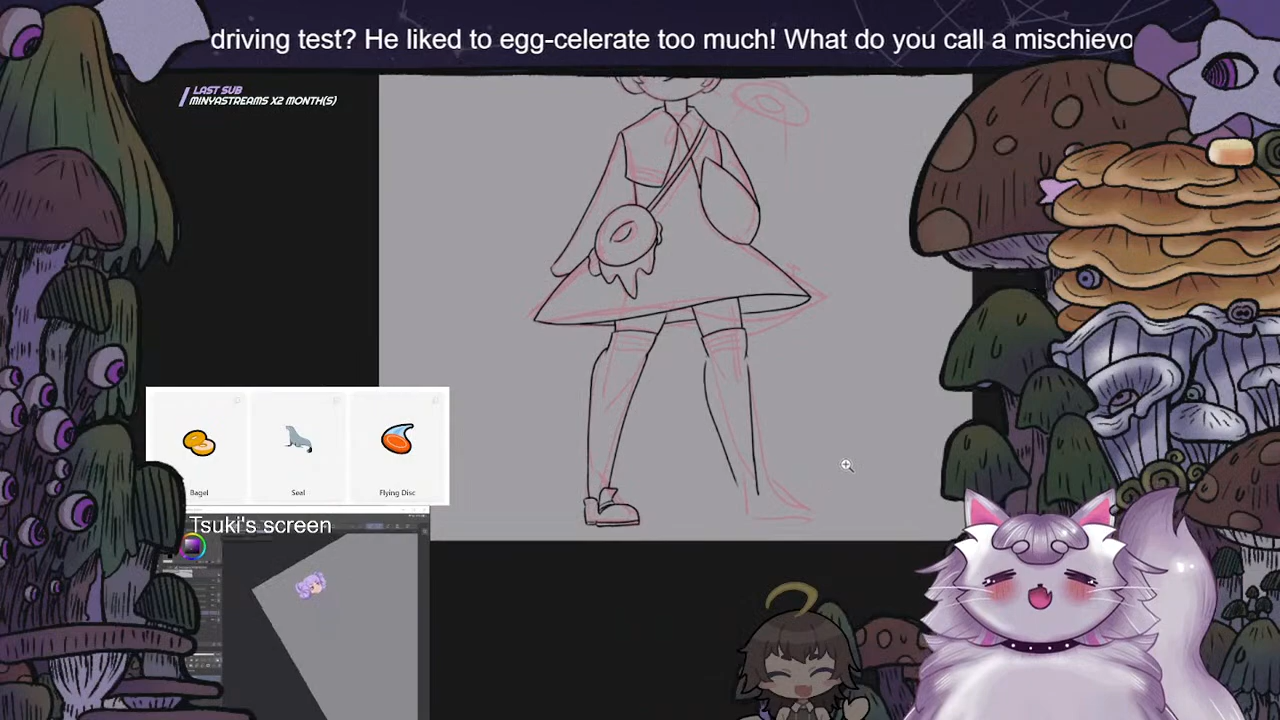 driving test? He liked to egg-celerate too much! What do you call a mischievo
LAST SUB
MINYASTREAMS X2 MONTH(S)
Bagel
Seal
Flying Disc
Tsuki's screen